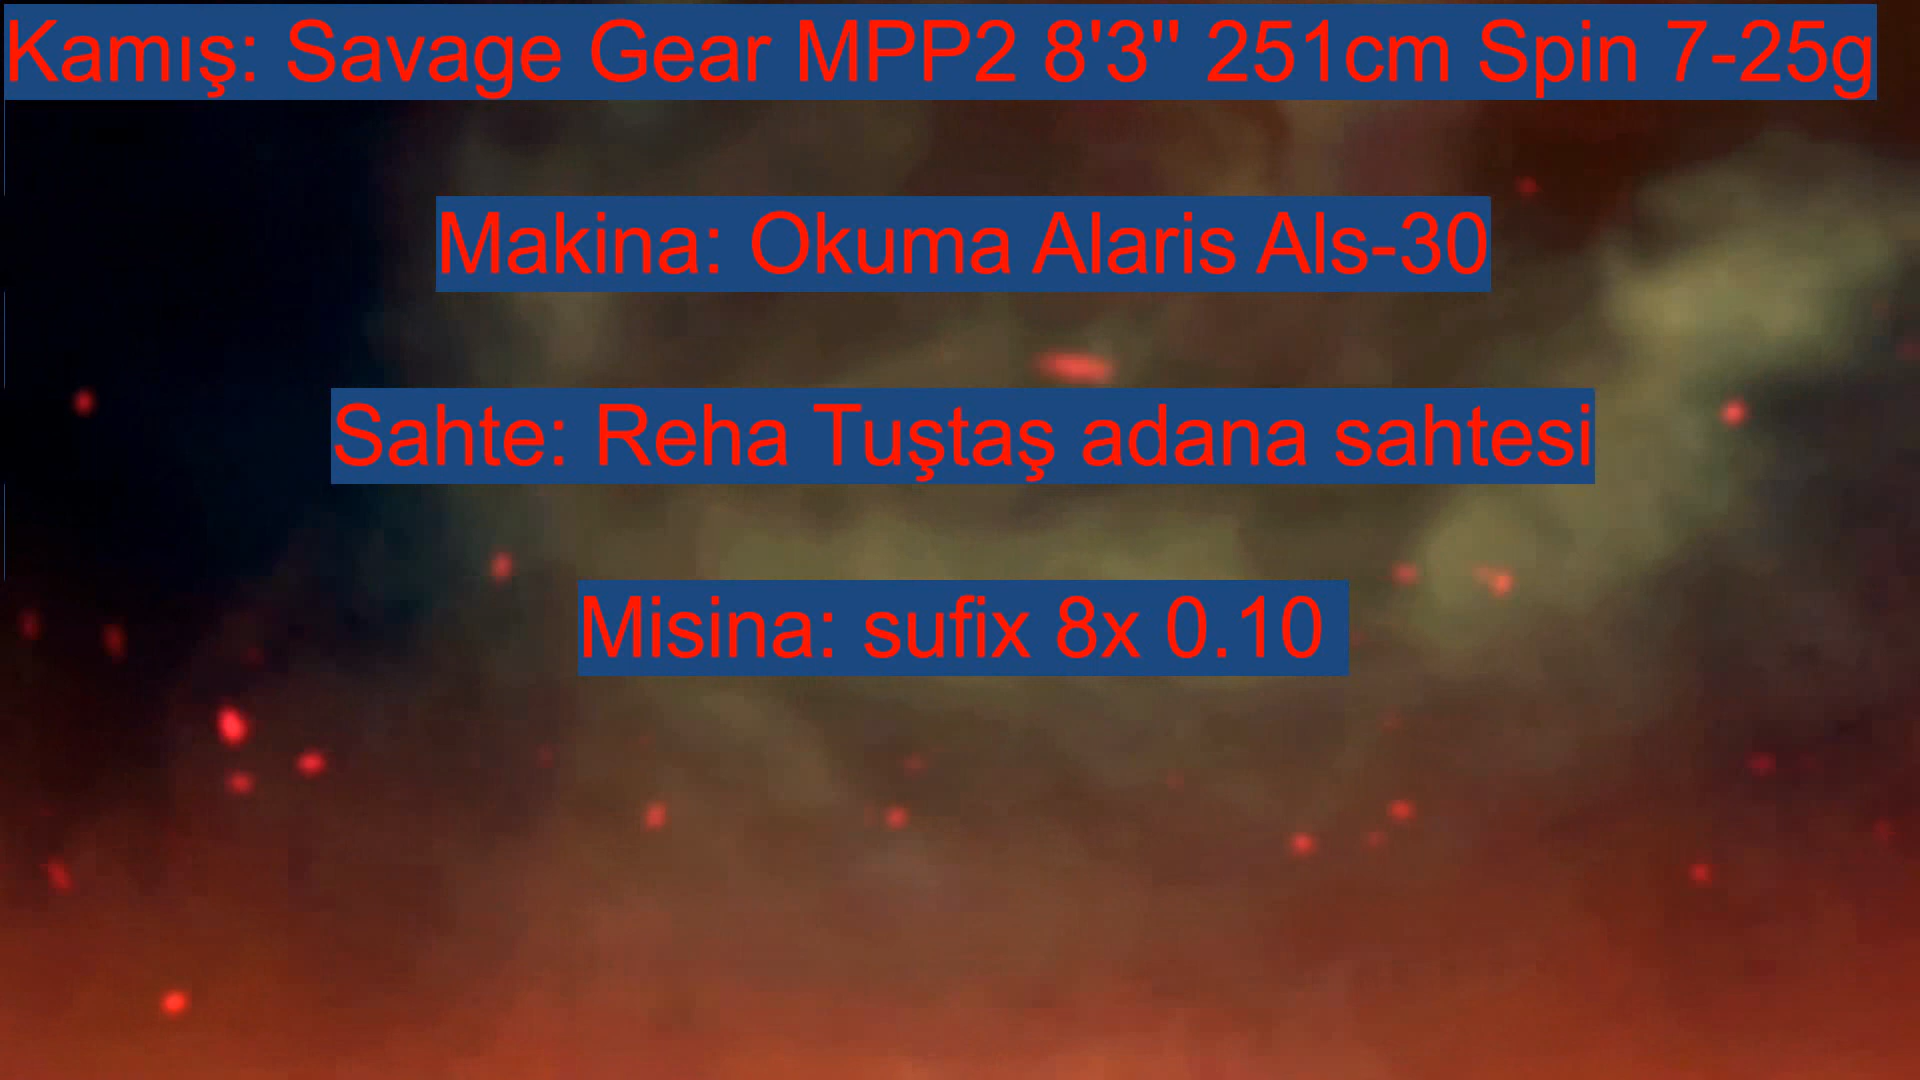 Kamış: Savage Gear MPP2 8'3'' 251cm Spin 7-25g
Makina: Okuma Alaris Als-30
Sahte: Reha Tuştaş adana sahtesi
Misina: sufix 8x 0.10